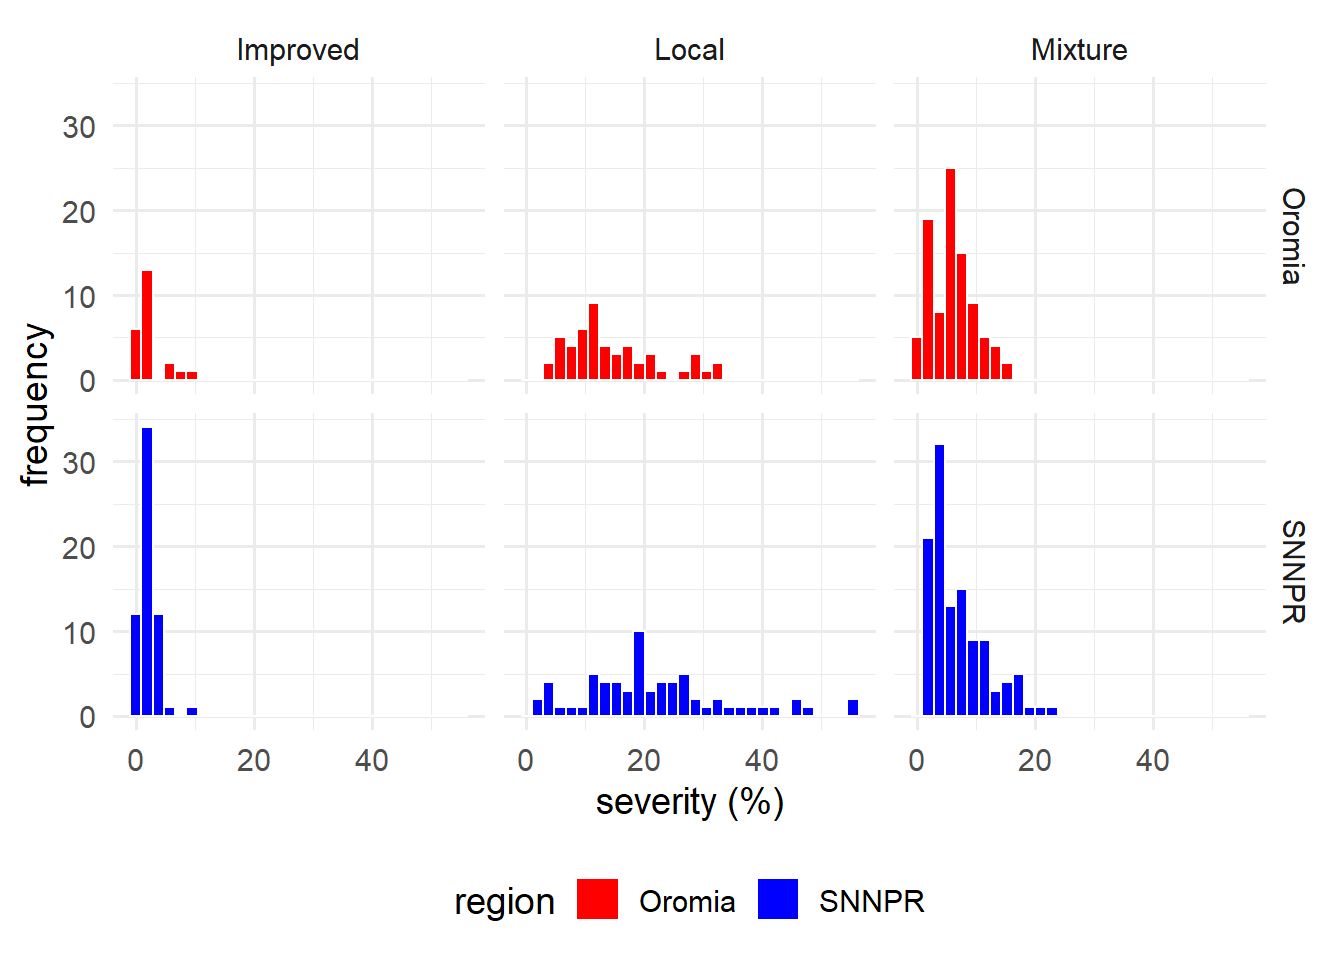 Improved Local Mixture
30
20
10
0
Oromia
frequency
30
20
10
0
SNNPR
0 20 40 0 20 40 0 20 40
severity (%)
region Oromia SNNPR